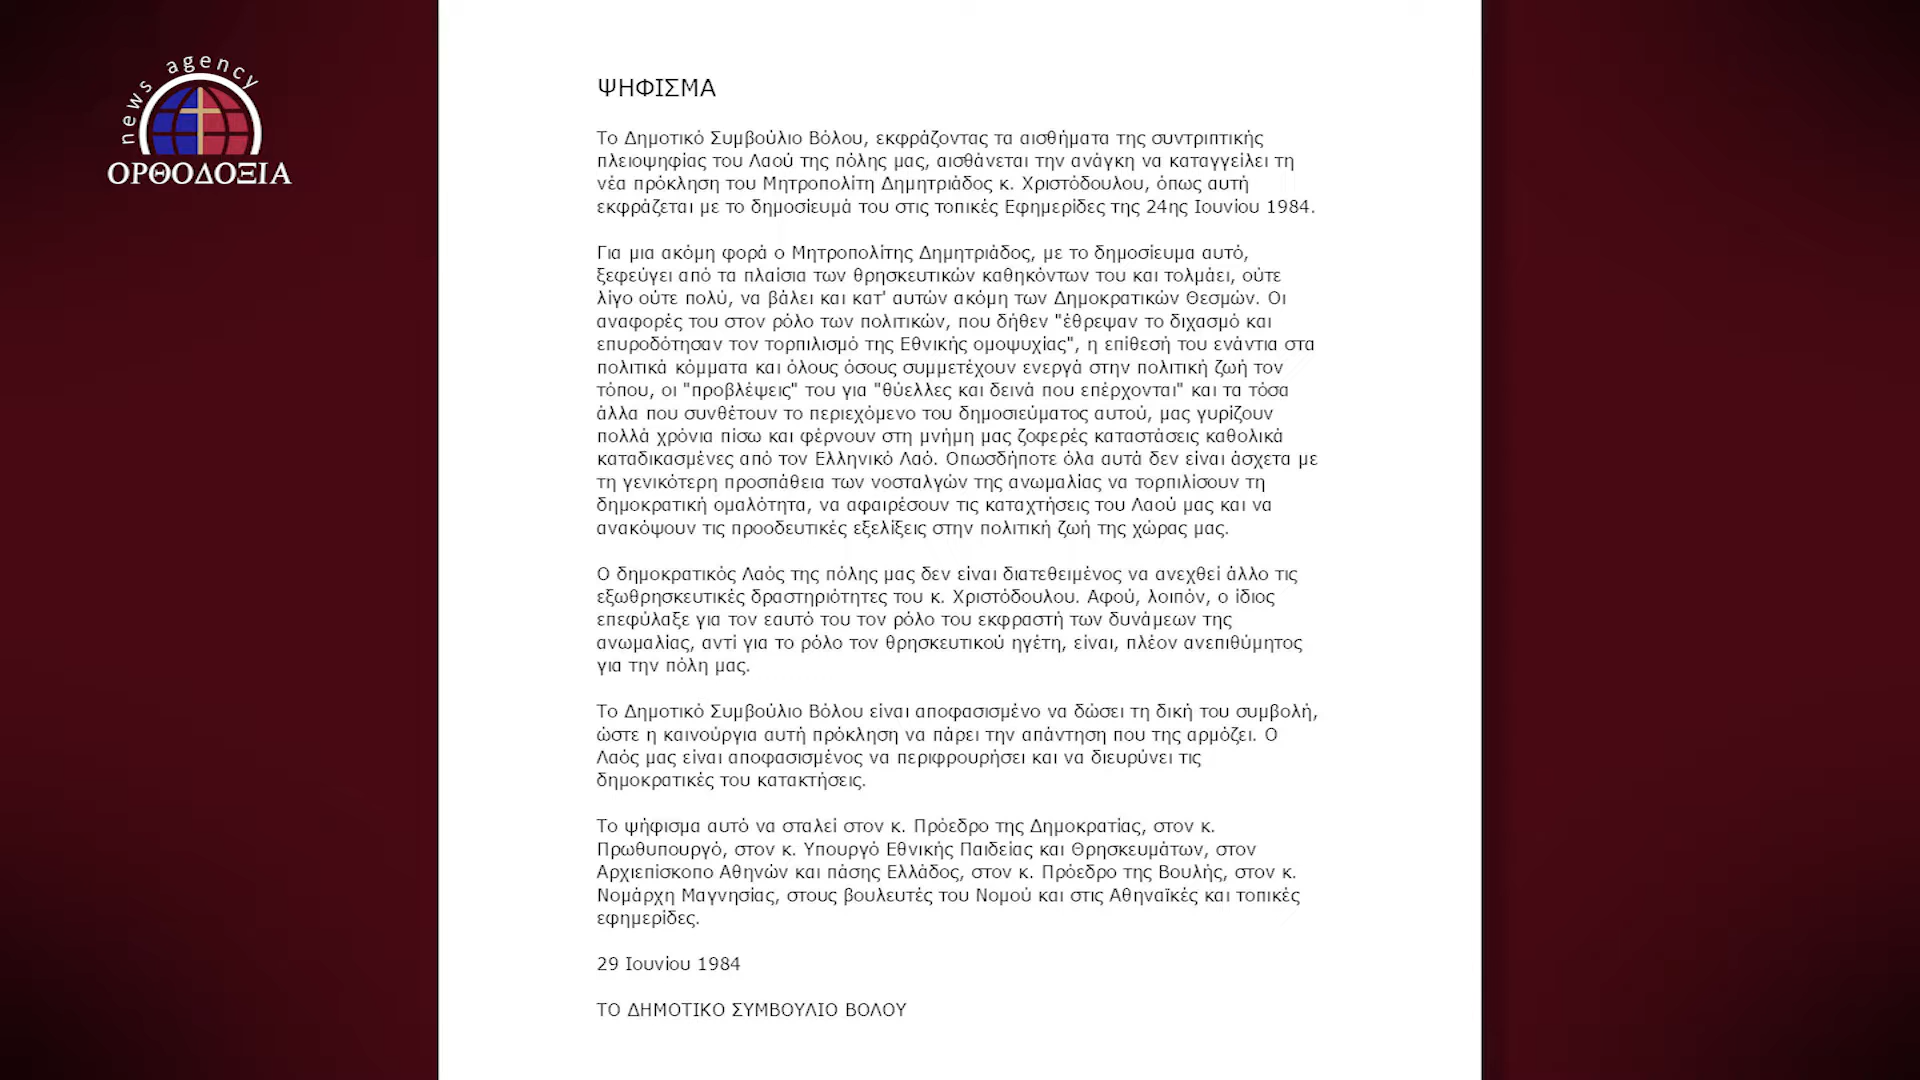 news agency
ΟΡΘΟΔΟΞΙΑ
ΨΗΦΙΣΜΑ
Το Δημοτικό Συμβούλιο Βόλου, εκφράζοντας τα αισθήματα της συντριπτικής
πλειοψηφίας του Λαού της πόλης μας, αισθάνεται την ανάγκη να καταγγείλει τη
νέα πρόκληση του Μητροπολίτη Δημητριάδος κ. Χριστόδουλου, όπως αυτή
εκφράζεται με το δημοσίευμά του στις τοπικές Εφημερίδες της 24ης Ιουνίου 1984.
Για μια ακόμη φορά ο Μητροπολίτης Δημητριάδος, με το δημοσίευμα αυτό,
ξεφεύγει από τα πλαίσια των θρησκευτικών καθηκόντων του και τολμάει, ούτε
λίγο ούτε πολύ, να βάλει και κατ' αυτών ακόμη των Δημοκρατικών Θεσμών. Οι
αναφορές του στον ρόλο των πολιτικών, που δήθεν "έθρεψαν το διχασμό και
επυροδότησαν τον τορπιλισμό της Εθνικής ομοψυχίας", η επίθεσή του ενάντια στα
πολιτικά κόμματα και όλους όσους συμμετέχουν ενεργά στην πολιτική ζωή τον
τόπου, οι "προβλέψεις" του για "θύελλες και δεινά που επέρχονται" και τα τόσα
άλλα που συνθέτουν το περιεχόμενο του δημοσιεύματος αυτού, μας γυρίζουν
πολλά χρόνια πίσω και φέρνουν στη μνήμη μας ζοφερές καταστάσεις καθολικά
καταδικασμένες από τον Ελληνικό Λαό. Οπωσδήποτε όλα αυτά δεν είναι άσχετα με
τη γενικότερη προσπάθεια των νοσταλγών της ανωμαλίας να τορπιλίσουν τη
δημοκρατική ομαλότητα, να αφαιρέσουν τις καταχτήσεις του Λαού μας και να
ανακόψουν τις προοδευτικές εξελίξεις στην πολιτική ζωή της χώρας μας.
Ο δημοκρατικός Λαός της πόλης μας δεν είναι διατεθειμένος να ανεχθεί άλλο τις
εξωθρησκευτικές δραστηριότητες του κ. Χριστόδουλου. Αφού, λοιπόν, ο ίδιος
επεφύλαξε για τον εαυτό του τον ρόλο του εκφραστή των δυνάμεων της
ανωμαλίας, αντί για το ρόλο τον θρησκευτικού ηγέτη, είναι, πλέον ανεπιθύμητος
για την πόλη μας.
Το Δημοτικό Συμβούλιο Βόλου είναι αποφασισμένο να δώσει τη δική του συμβολή,
ώστε η καινούργια αυτή πρόκληση να πάρει την απάντηση που της αρμόζει. Ο
Λαός μας είναι αποφασισμένος να περιφρουρήσει και να διευρύνει τις
δημοκρατικές του κατακτήσεις.
Το ψήφισμα αυτό να σταλεί στον κ. Πρόεδρο της Δημοκρατίας, στον κ.
Πρωθυπουργό, στον κ. Υπουργό Εθνικής Παιδείας και Θρησκευμάτων, στον
Αρχιεπίσκοπο Αθηνών και πάσης Ελλάδος, στον κ. Πρόεδρο της Βουλής, στον κ.
Νομάρχη Μαγνησίας, στους βουλευτές του Νομού και στις Αθηναϊκές και τοπικές
εφημερίδες.
29 Ιουνίου 1984
ΤΟ ΔΗΜΟΤΙΚΟ ΣΥΜΒΟΥΛΙΟ ΒΟΛΟΥ